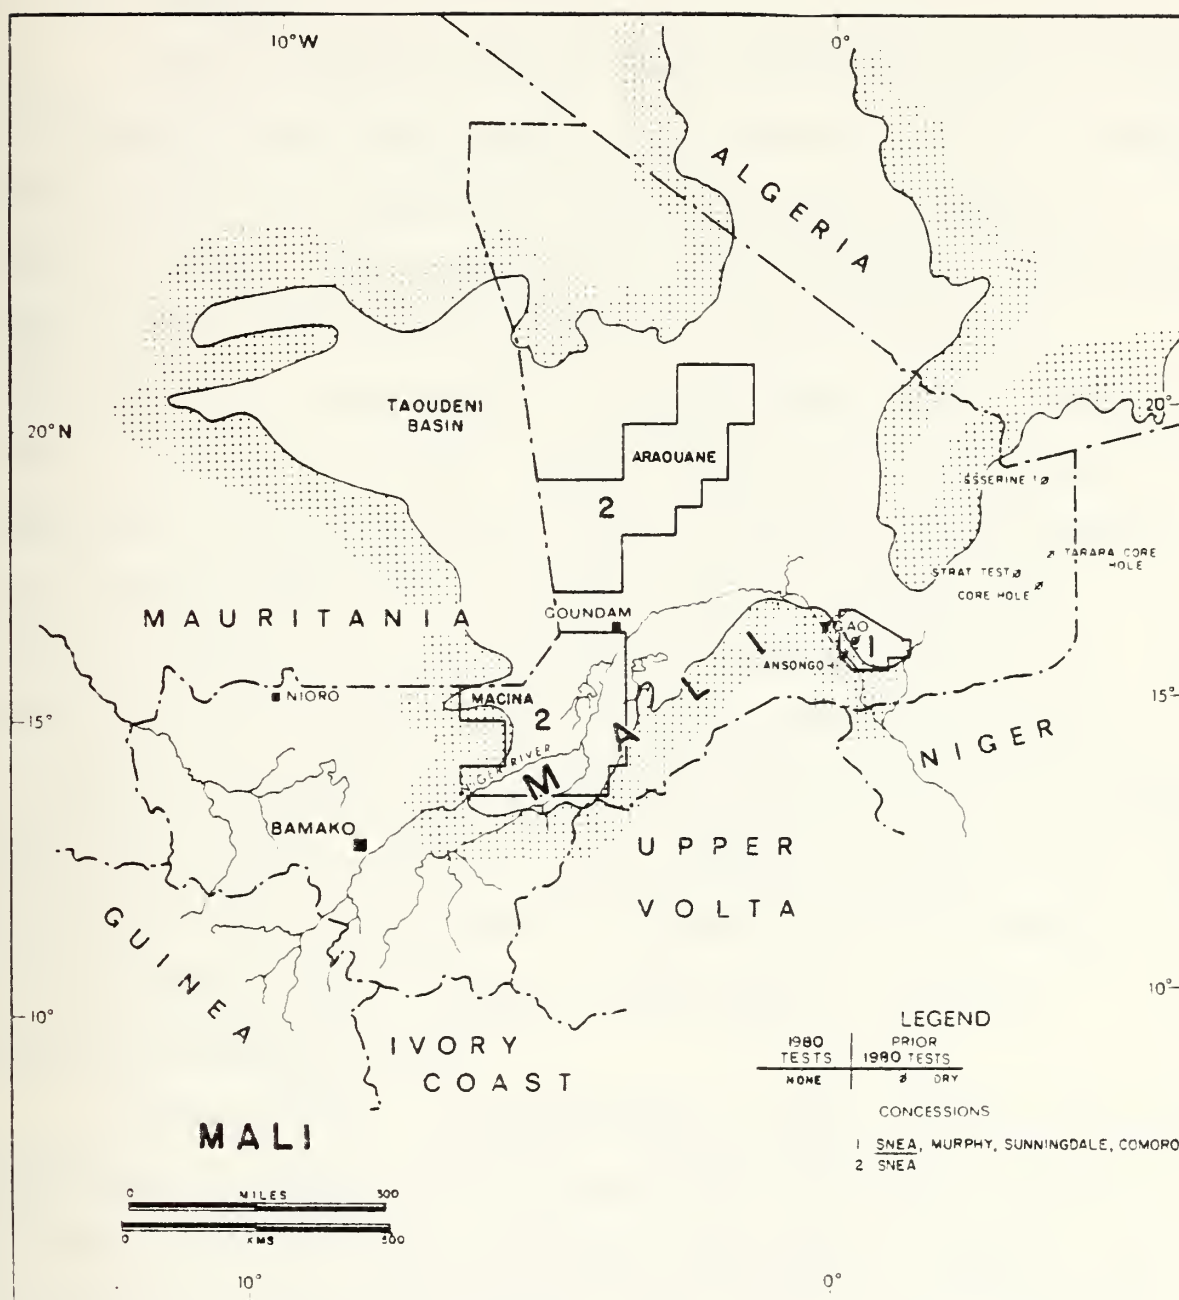 10°W
0°
ALGERIA
TAOUDENI
BASIN
20°N
20°
ARAOUANE
2
TARARA CORE
HOLE
STRAT TEST
CORE HOLE
GOUNDAM
MAURITANIA
GAO
1
ANSONGO
NIORO
MACINA
2
15°
15°
NIGER
RIVER
MALI
BAMAKO
UPPER
VOLTA
GUINEA
10°
10°
IVORY
COAST
LEGEND
1980
TESTS
PRIOR
1980 TESTS
NONE
DRY
CONCESSIONS
1 SNEA, MURPHY, SUNNINGDALE, COMORO
2 SNEA
MALI
0 MILES 300
0 KMS 500
10°
0°